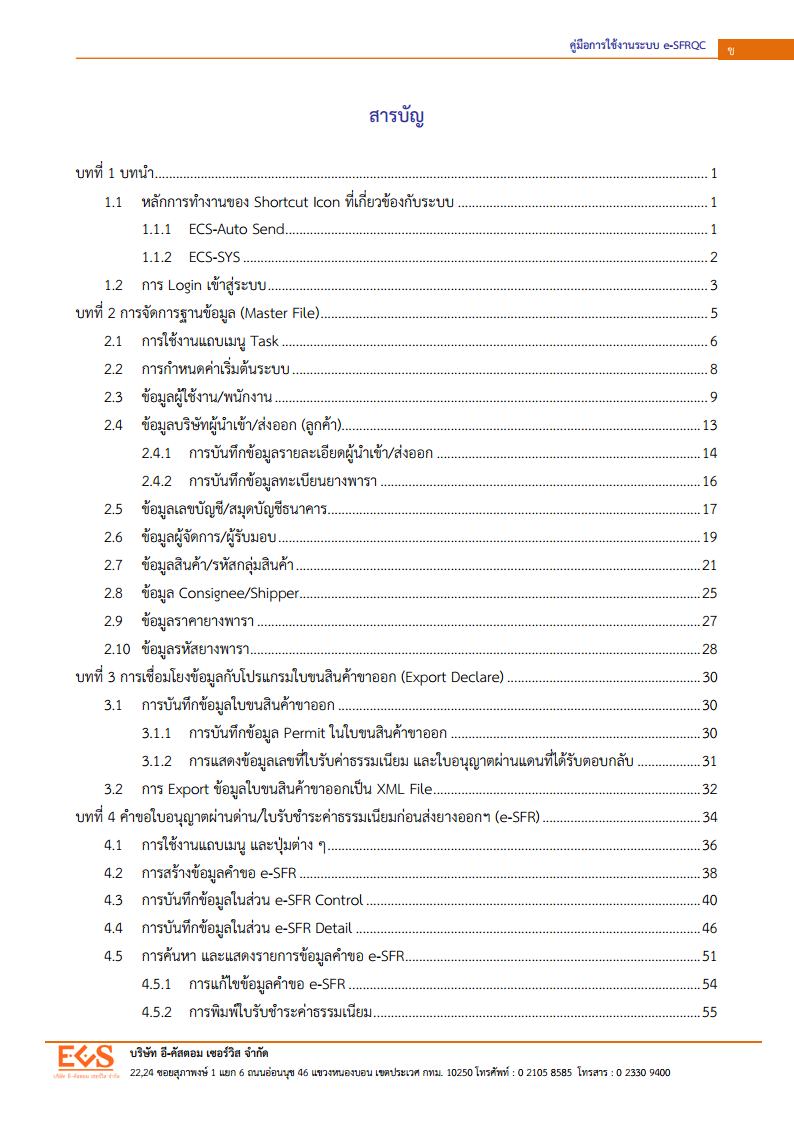 คู่มือการใช้งานระบบ e-SFRQC
ข
สารบัญ
บทที่ 1 บทนำ........................................................................ 1
1.1 หลักการทำงานของ Shortcut Icon ที่เกี่ยวข้องกับระบบ ........................................ 1
1.1.1 ECS-Auto Send........................................ 1
1.1.2 ECS-SYS ........................................ 2
1.2 การ Login เข้าสู่ระบบ........................................ 3
บทที่ 2 การจัดการฐานข้อมูล (Master File)........................................ 5
2.1 การใช้งานแถบเมนู Task ........................................ 6
2.2 การกำหนดค่าเริ่มต้นระบบ ........................................ 8
2.3 ข้อมูลผู้ใช้งาน/พนักงาน ........................................ 9
2.4 ข้อมูลบริษัทผู้นำเข้า/ส่งออก (ลูกค้า)........................................ 13
2.4.1 การบันทึกข้อมูลรายละเอียดผู้นำเข้า/ส่งออก ........................................ 14
2.4.2 การบันทึกข้อมูลทะเบียนยางพารา ........................................ 16
2.5 ข้อมูลเลขบัญชี/สมุดบัญชีธนาคาร........................................ 17
2.6 ข้อมูลผู้จัดการ/ผู้รับมอบ ........................................ 19
2.7 ข้อมูลสินค้า/รหัสกลุ่มสินค้า ........................................ 21
2.8 ข้อมูล Consignee/Shipper........................................ 25
2.9 ข้อมูลราคายางพารา ........................................ 27
2.10 ข้อมูลรหัสยางพารา........................................ 28
บทที่ 3 การเชื่อมโยงข้อมูลกับโปรแกรมใบขนสินค้าขาออก (Export Declare) ........................................ 30
3.1 การบันทึกข้อมูลใบขนสินค้าขาออก ........................................ 30
3.1.1 การบันทึกข้อมูล Permit ในใบขนสินค้าขาออก ........................................ 30
3.1.2 การแสดงข้อมูลเลขที่ใบรับค่าธรรมเนียม และใบอนุญาตผ่านแดนที่ได้รับตอบกลับ .................. 31
3.2 การ Export ข้อมูลใบขนสินค้าขาออกเป็น XML File........................................ 32
บทที่ 4 คำขอใบอนุญาตผ่านด่าน/ใบรับชำระค่าธรรมเนียมก่อนส่งยางออกฯ (e-SFR) ........................................ 34
4.1 การใช้งานแถบเมนู และปุ่มต่าง ๆ........................................ 36
4.2 การสร้างข้อมูลคำขอ e-SFR ........................................ 38
4.3 การบันทึกข้อมูลในส่วน e-SFR Control ........................................ 40
4.4 การบันทึกข้อมูลในส่วน e-SFR Detail ........................................ 46
4.5 การค้นหา และแสดงรายการข้อมูลคำขอ e-SFR........................................ 51
4.5.1 การแก้ไขข้อมูลคำขอ e-SFR ........................................ 54
4.5.2 การพิมพ์ใบรับชำระค่าธรรมเนียม........................................ 55
ECS
บริษัท อี-คัสตอม เซอร์วิส จำกัด
บริษัท อี-คัสตอม เซอร์วิส จำกัด
22,24 ซอยสุภาพงษ์ 1 แยก 6 ถนนอ่อนนุช 46 แขวงหนองบอน เขตประเวศ กทม. 10250 โทรศัพท์ : 0 2105 8585 โทรสาร : 0 2330 9400